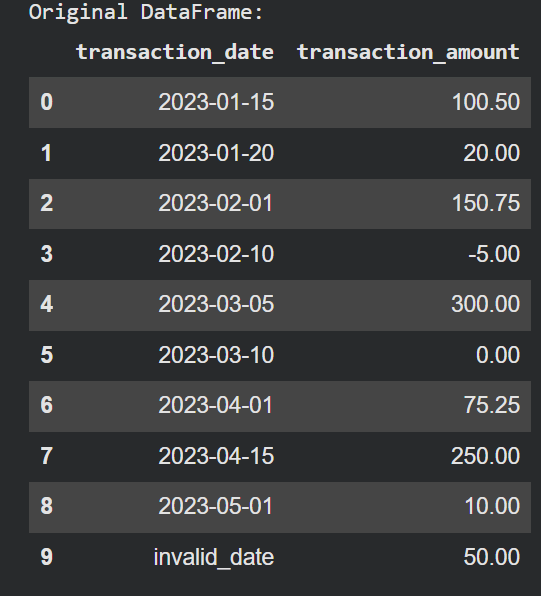 Original DataFrame:
transaction_date transaction_amount
0 2023-01-15 100.50
1 2023-01-20 20.00
2 2023-02-01 150.75
3 2023-02-10 -5.00
4 2023-03-05 300.00
5 2023-03-10 0.00
6 2023-04-01 75.25
7 2023-04-15 250.00
8 2023-05-01 10.00
9 invalid_date 50.00